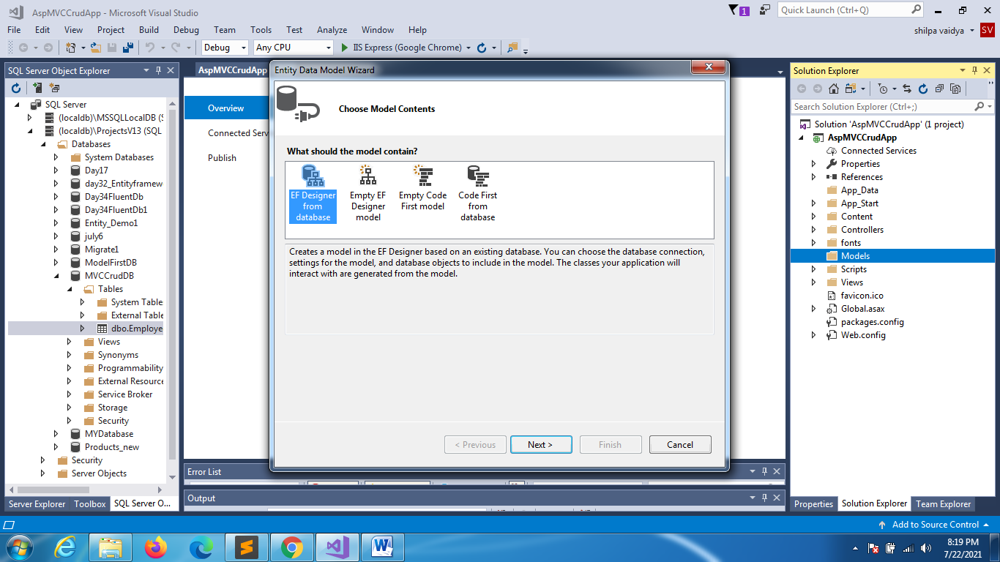 AspMVCCrudApp - Microsoft Visual Studio
1
Quick Launch (Ctrl+Q)
File Edit View Project Build Debug Team Tools Test Analyze Window Help
shilpa vaidya SV
Debug Any CPU IIS Express (Google Chrome)
SQL Server Object Explorer
SQL Server
(localdb)\MSSQLLocalDB (S
(localdb)\ProjectsV13 (SQL
Databases
System Databases
Day17
day32_Entityframew
Day34FluentDb
Day34FluentDb1
Entity_Demo1
july6
Migrate1
ModelFirstDB
MVCCrudDB
Tables
System Table
External Table
dbo.Employe
Views
Synonyms
Programmability
External Resource
Service Broker
Storage
Security
MYDatabase
Products_new
Security
Server Objects
Server Explorer Toolbox SQL Server O...
AspMVCCrudApp
Overview
Connected Serv
Publish
Entity Data Model Wizard
Choose Model Contents
What should the model contain?
EF Designer from database
Empty EF Designer model
Empty Code First model
Code First from database
Creates a model in the EF Designer based on an existing database. You can choose the database connection,
settings for the model, and database objects to include in the model. The classes your application will
interact with are generated from the model.
< Previous Next > Finish Cancel
Error List
Output
Solution Explorer
Search Solution Explorer (Ctrl+;)
Solution 'AspMVCCrudApp' (1 project)
AspMVCCrudApp
Connected Services
Properties
References
App_Data
App_Start
Content
Controllers
fonts
Models
Scripts
Views
favicon.ico
Global.asax
packages.config
Web.config
Properties Solution Explorer Team Explorer
Add to Source Control
8:19 PM
7/22/2021